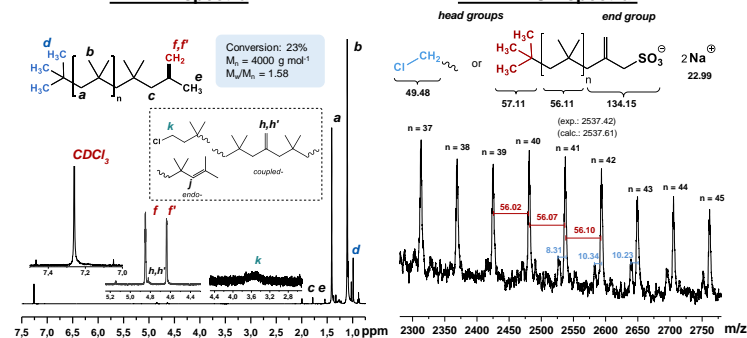 d
b
f,f'
H₃C
CH₂
H₃C
H₃C
CH₃
e
a
n
c
Conversion: 23%
Mₙ = 4000 g mol⁻¹
M_w/Mₙ = 1.58
b
a
k
Cl
h,h'
j
endo-
coupled-
CDCl₃
f
f'
h,h'
k
d
c e
7,4 7,2 7,0
5,2 5,0 4,8 4,6 4,4
4,4 4,0 3,6 3,2 2,8
7,5 7,0 6,5 6,0 5,5 5,0 4,5 4,0 3,5 3,0 2,5 2,0 1,5 1,0 ppm
head groups
end group
Cl
CH₂
or
H₃C
H₃C
H₃C
n
SO₃⁻
2Na⁺
49.48
57.11
56.11
134.15
22.99
(exp.: 2537.42)
(calc.: 2537.61)
n = 37
n = 38
n = 39
n = 40
n = 41
n = 42
n = 43
n = 44
n = 45
56.02
56.07
56.10
8.31
10.34
10.23
2300 2350 2400 2450 2500 2550 2600 2650 2700 2750 m/z